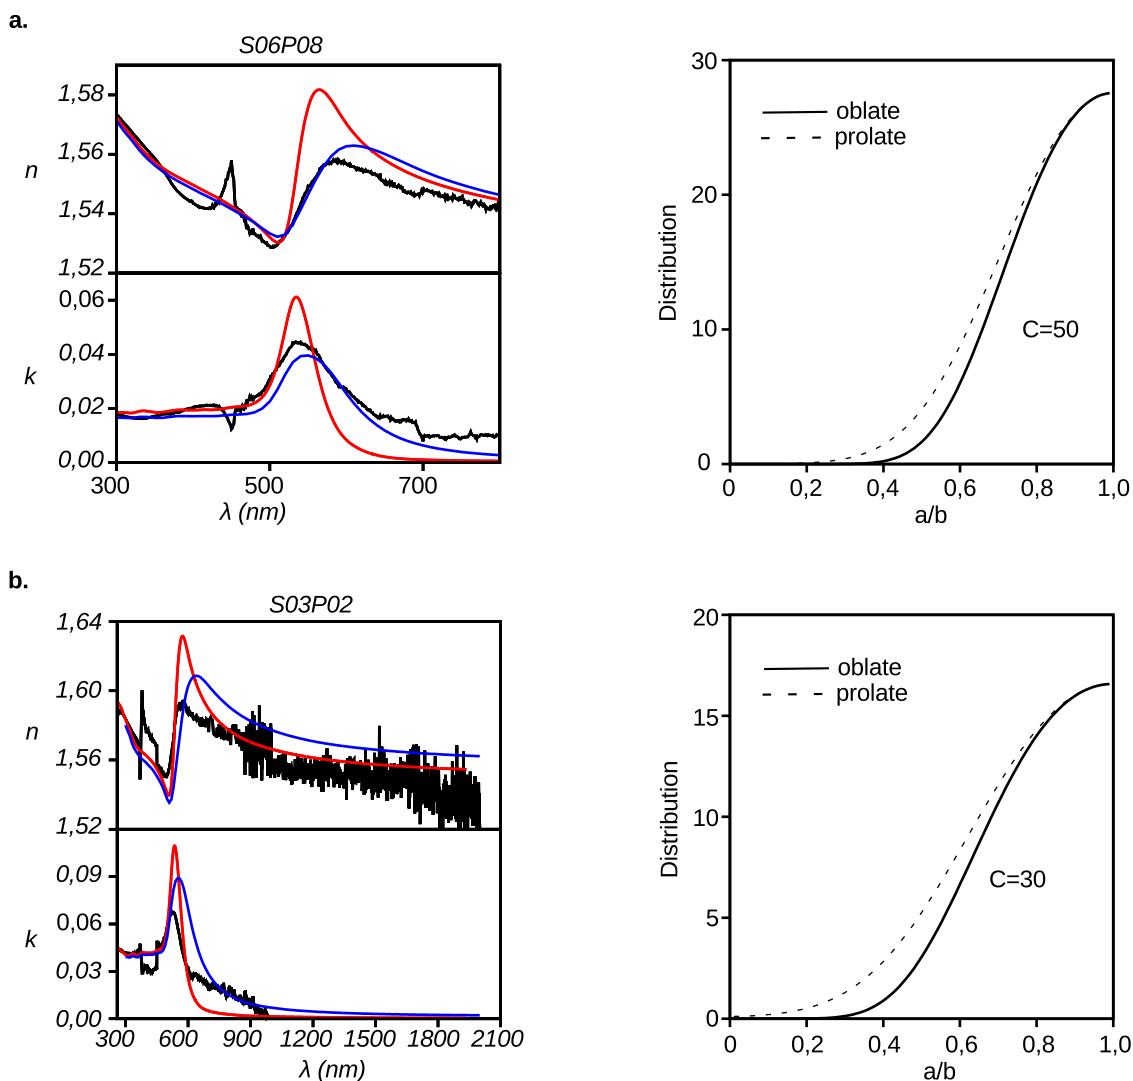 a.
S06P08
1,58
1,56
1,54
1,52
n
0,06
0,04
0,02
0,00
k
300 500 700
λ (nm)
30
20
10
0
Distribution
oblate
prolate
C=50
0 0,2 0,4 0,6 0,8 1,0
a/b
b.
S03P02
1,64
1,60
1,56
1,52
n
0,09
0,06
0,03
0,00
k
300 600 900 1200 1500 1800 2100
λ (nm)
20
15
10
5
0
Distribution
oblate
prolate
C=30
0 0,2 0,4 0,6 0,8 1,0
a/b